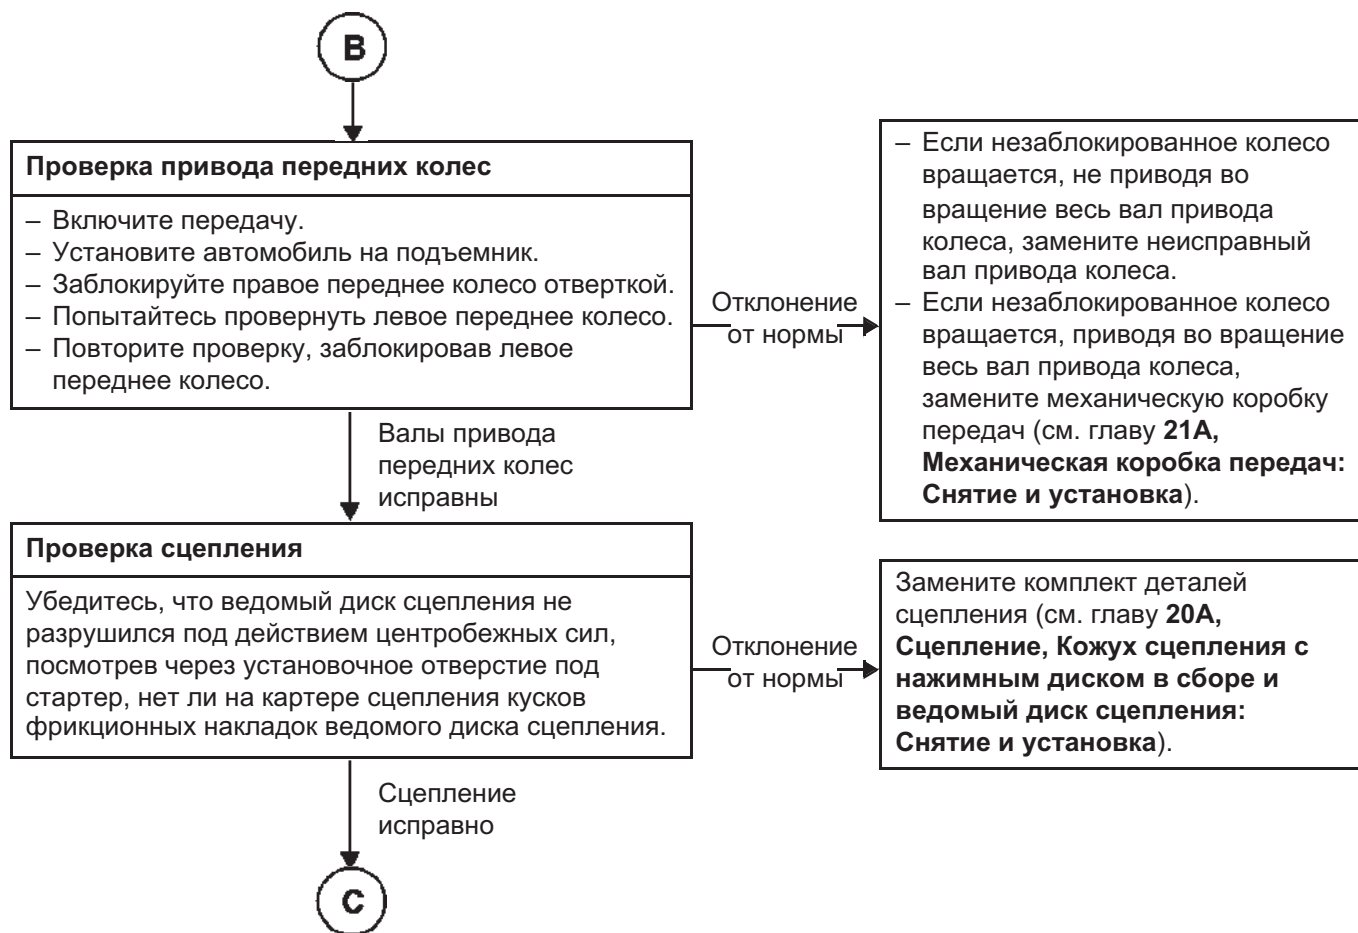 B
Проверка привода передних колес
– Включите передачу.
– Установите автомобиль на подъемник.
– Заблокируйте правое переднее колесо отверткой.
– Попытайтесь провернуть левое переднее колесо.
– Повторите проверку, заблокировав левое
переднее колесо.
Отклонение
от нормы
– Если незаблокированное колесо
вращается, не приводя во
вращение весь вал привода
колеса, замените неисправный
вал привода колеса.
– Если незаблокированное колесо
вращается, приводя во вращение
весь вал привода колеса,
замените механическую коробку
передач (см. главу 21A,
Механическая коробка передач:
Снятие и установка).
Валы привода
передних колес
исправны
Проверка сцепления
Убедитесь, что ведомый диск сцепления не
разрушился под действием центробежных сил,
посмотрев через установочное отверстие под
стартер, нет ли на картере сцепления кусков
фрикционных накладок ведомого диска сцепления.
Отклонение
от нормы
Замените комплект деталей
сцепления (см. главу 20A,
Сцепление, Кожух сцепления с
нажимным диском в сборе и
ведомый диск сцепления:
Снятие и установка).
Сцепление
исправно
C